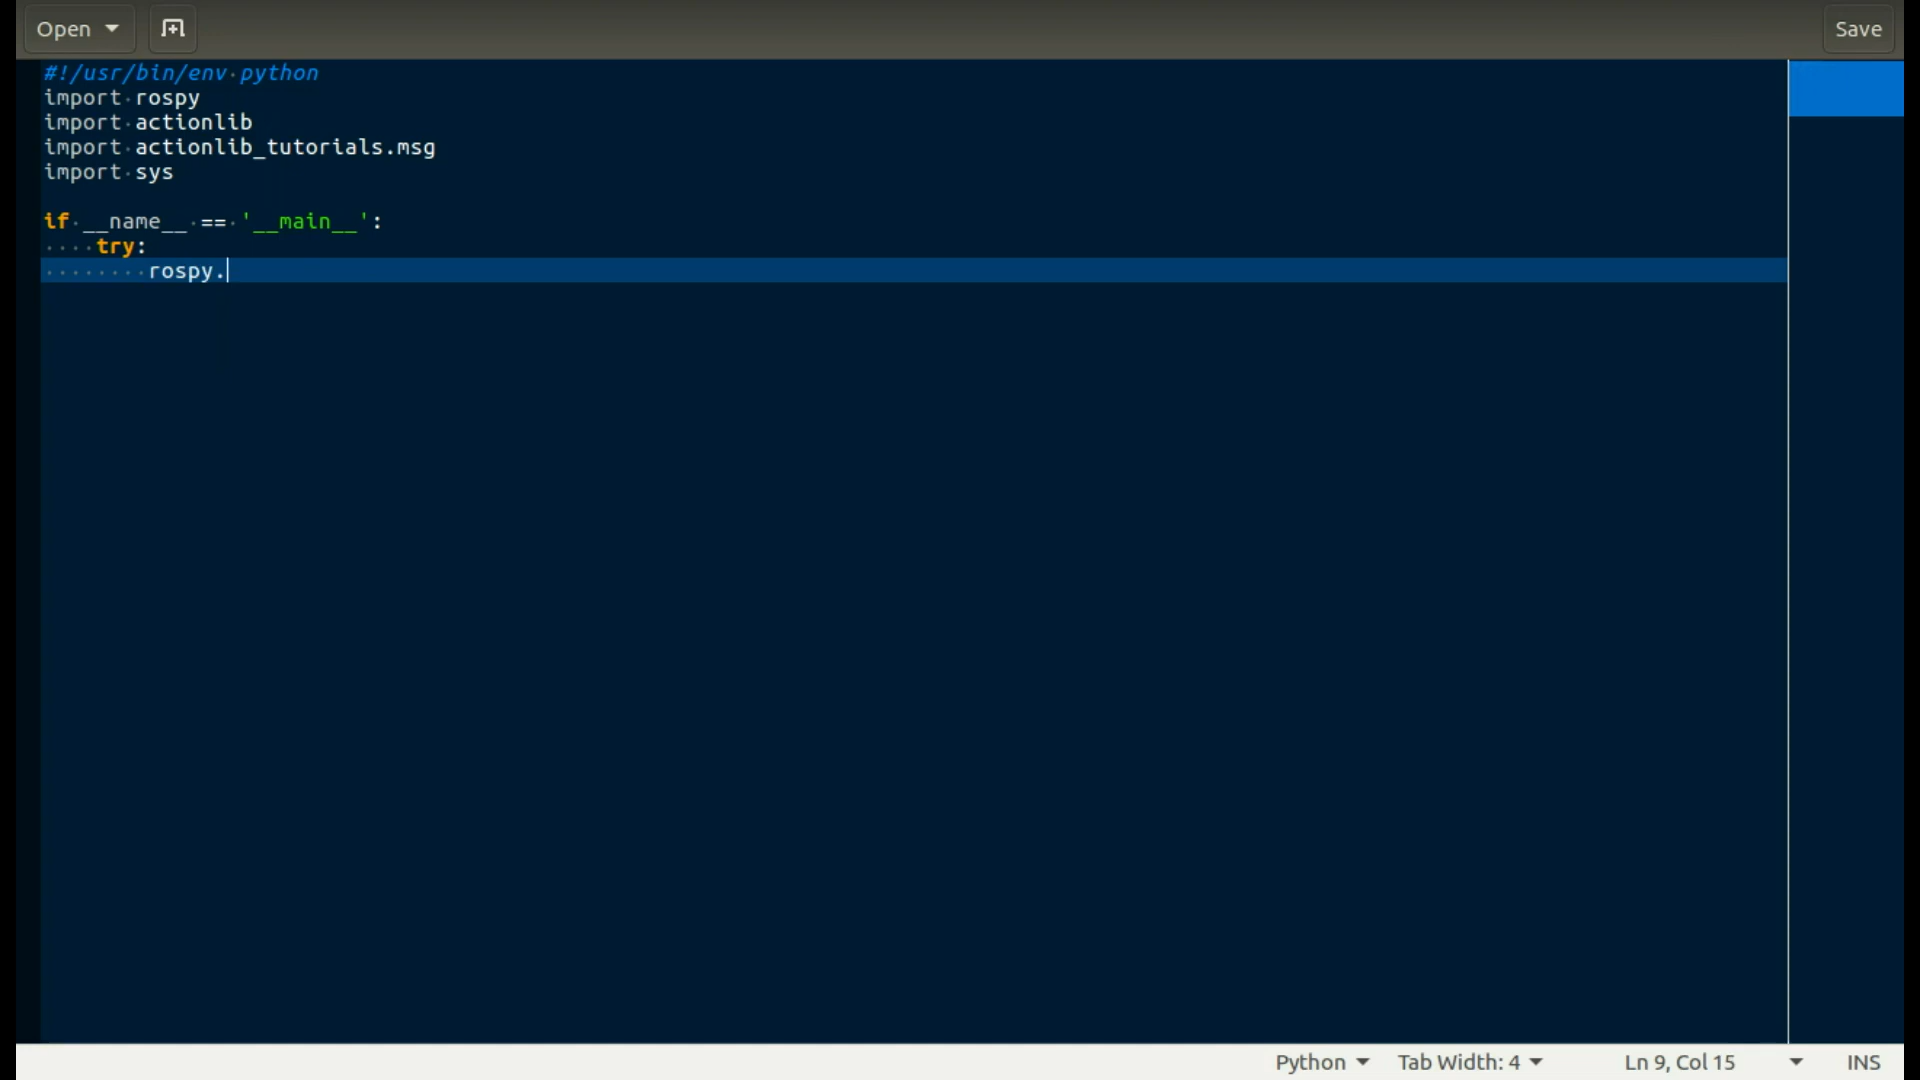 Open
Save
#!/usr/bin/env python
import rospy
import actionlib
import actionlib_tutorials.msg
import sys
if __name__ == '__main__':
    try:
        rospy.
Python Tab Width: 4 Ln 9, Col 15 INS